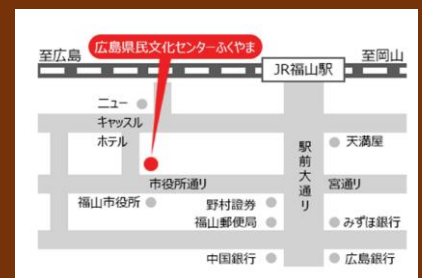 広島県民文化センターふくやま
至広島
至岡山
JR福山駅
ニュー
キャッスル
ホテル
駅前大通り
天満屋
市役所通り
宮通り
福山市役所
野村證券
福山郵便局
みずほ銀行
中国銀行
広島銀行